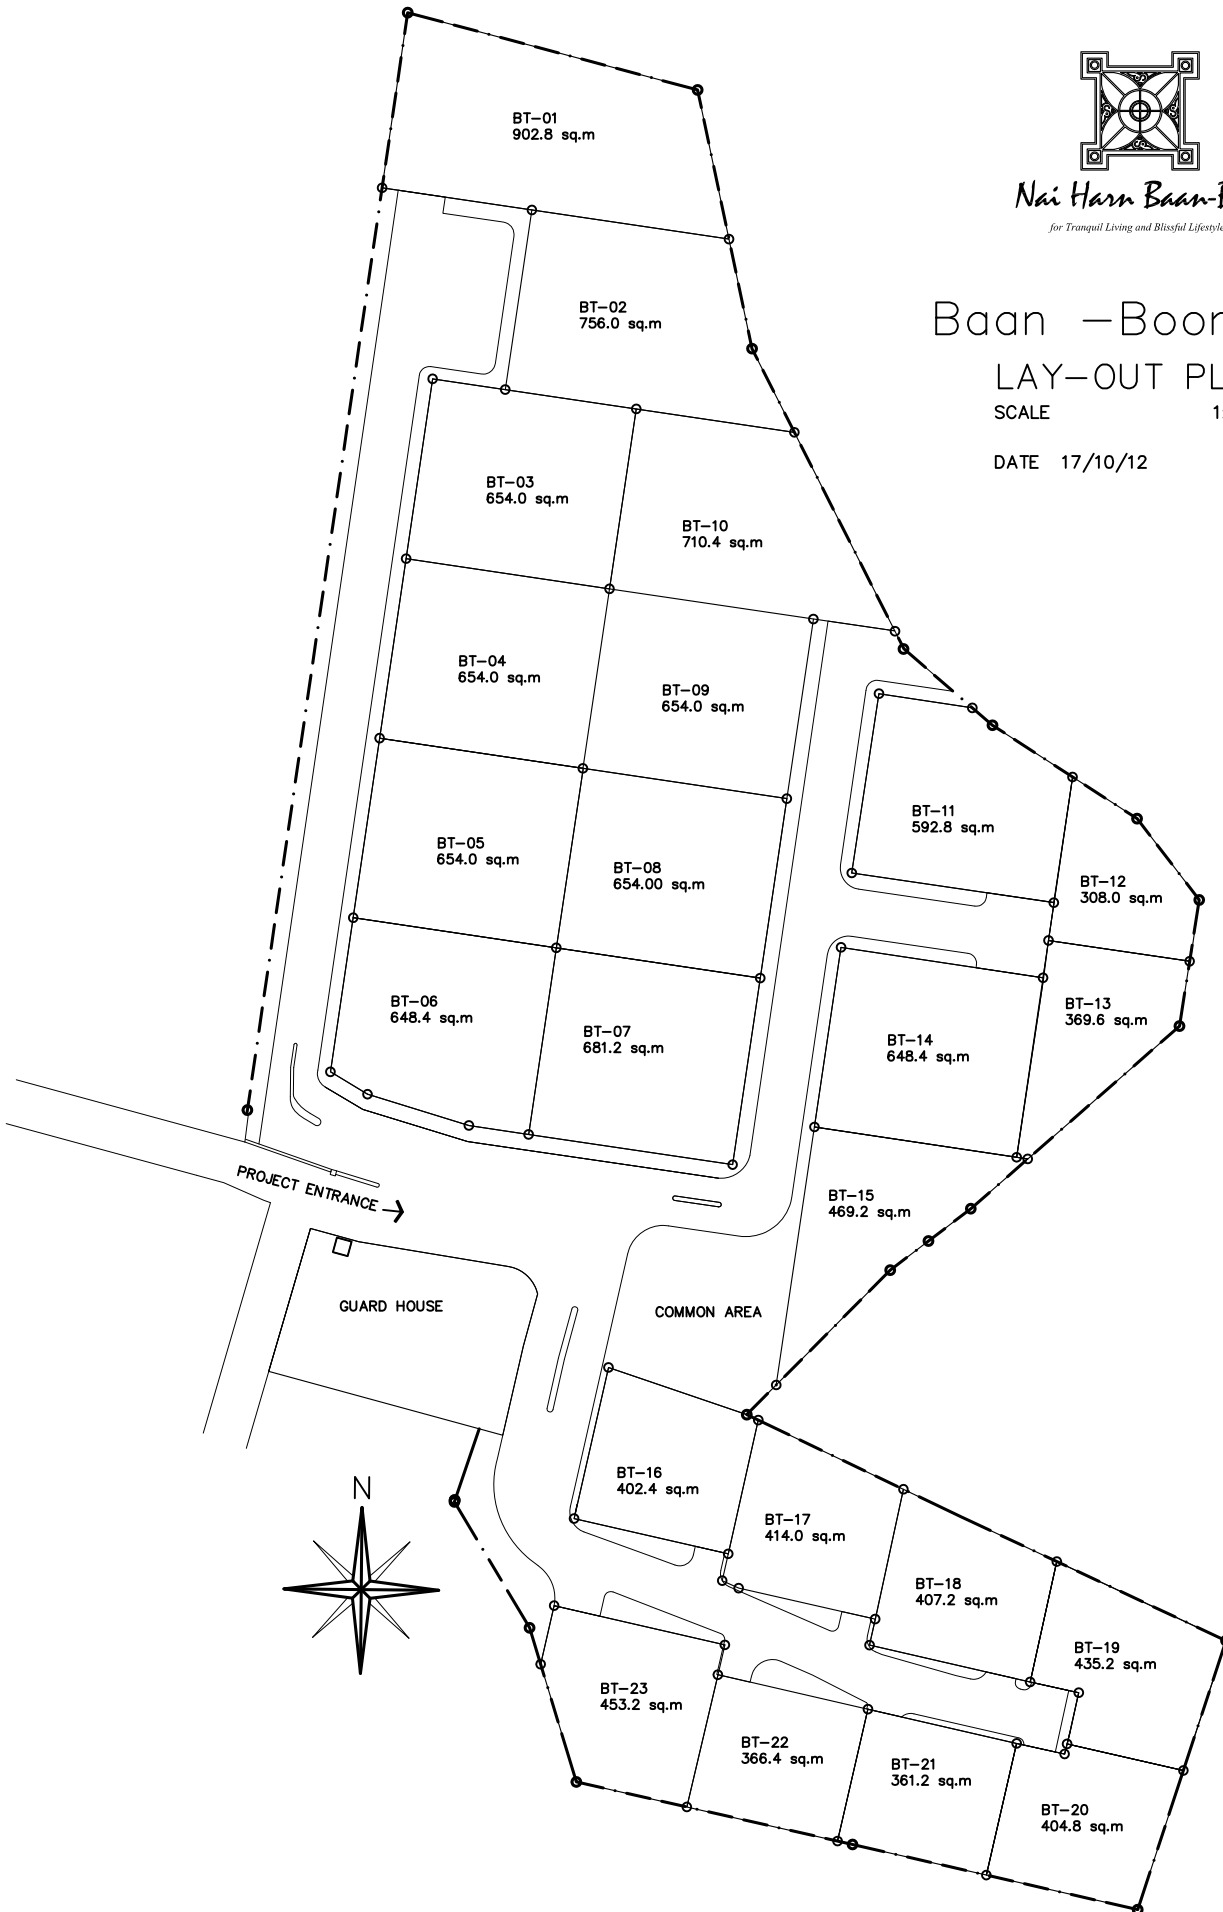 BT-01
902.8 sq.m
Nai Harn
for Tranquil Living and Blissful Lifestyle
BT-02
756.0 sq.m
Baan
LAY-OUT
SCALE
DATE 17/10/12
BT-03
654.0 sq.m
BT-10
710.4 sq.m
BT-04
654.0 sq.m
BT-09
654.0 sq.m
BT-11
592.8 sq.m
BT-05
654.0 sq.m
BT-08
654.00 sq.m
BT-12
308.0 sq.m
BT-06
648.4 sq.m
BT-07
681.2 sq.m
BT-13
369.6 sq.m
BT-14
648.4 sq.m
PROJECT ENTRANCE
BT-15
469.2 sq.m
GUARD HOUSE
COMMON AREA
BT-16
402.4 sq.m
N
BT-17
414.0 sq.m
BT-18
407.2 sq.m
BT-19
435.2 sq.m
BT-23
453.2 sq.m
BT-22
366.4 sq.m
BT-21
361.2 sq.m
BT-20
404.8 sq.m